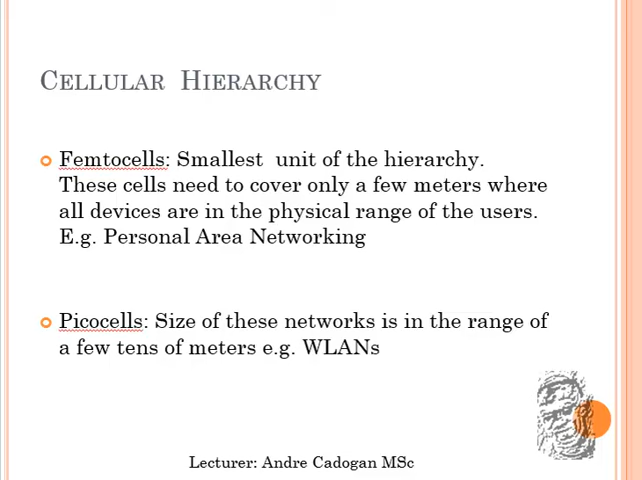 CELLULAR HIERARCHY
Femtocells: Smallest unit of the hierarchy.
These cells need to cover only a few meters where
all devices are in the physical range of the users.
E.g. Personal Area Networking
Picocells: Size of these networks is in the range of
a few tens of meters e.g. WLANs
Lecturer: Andre Cadogan MSc